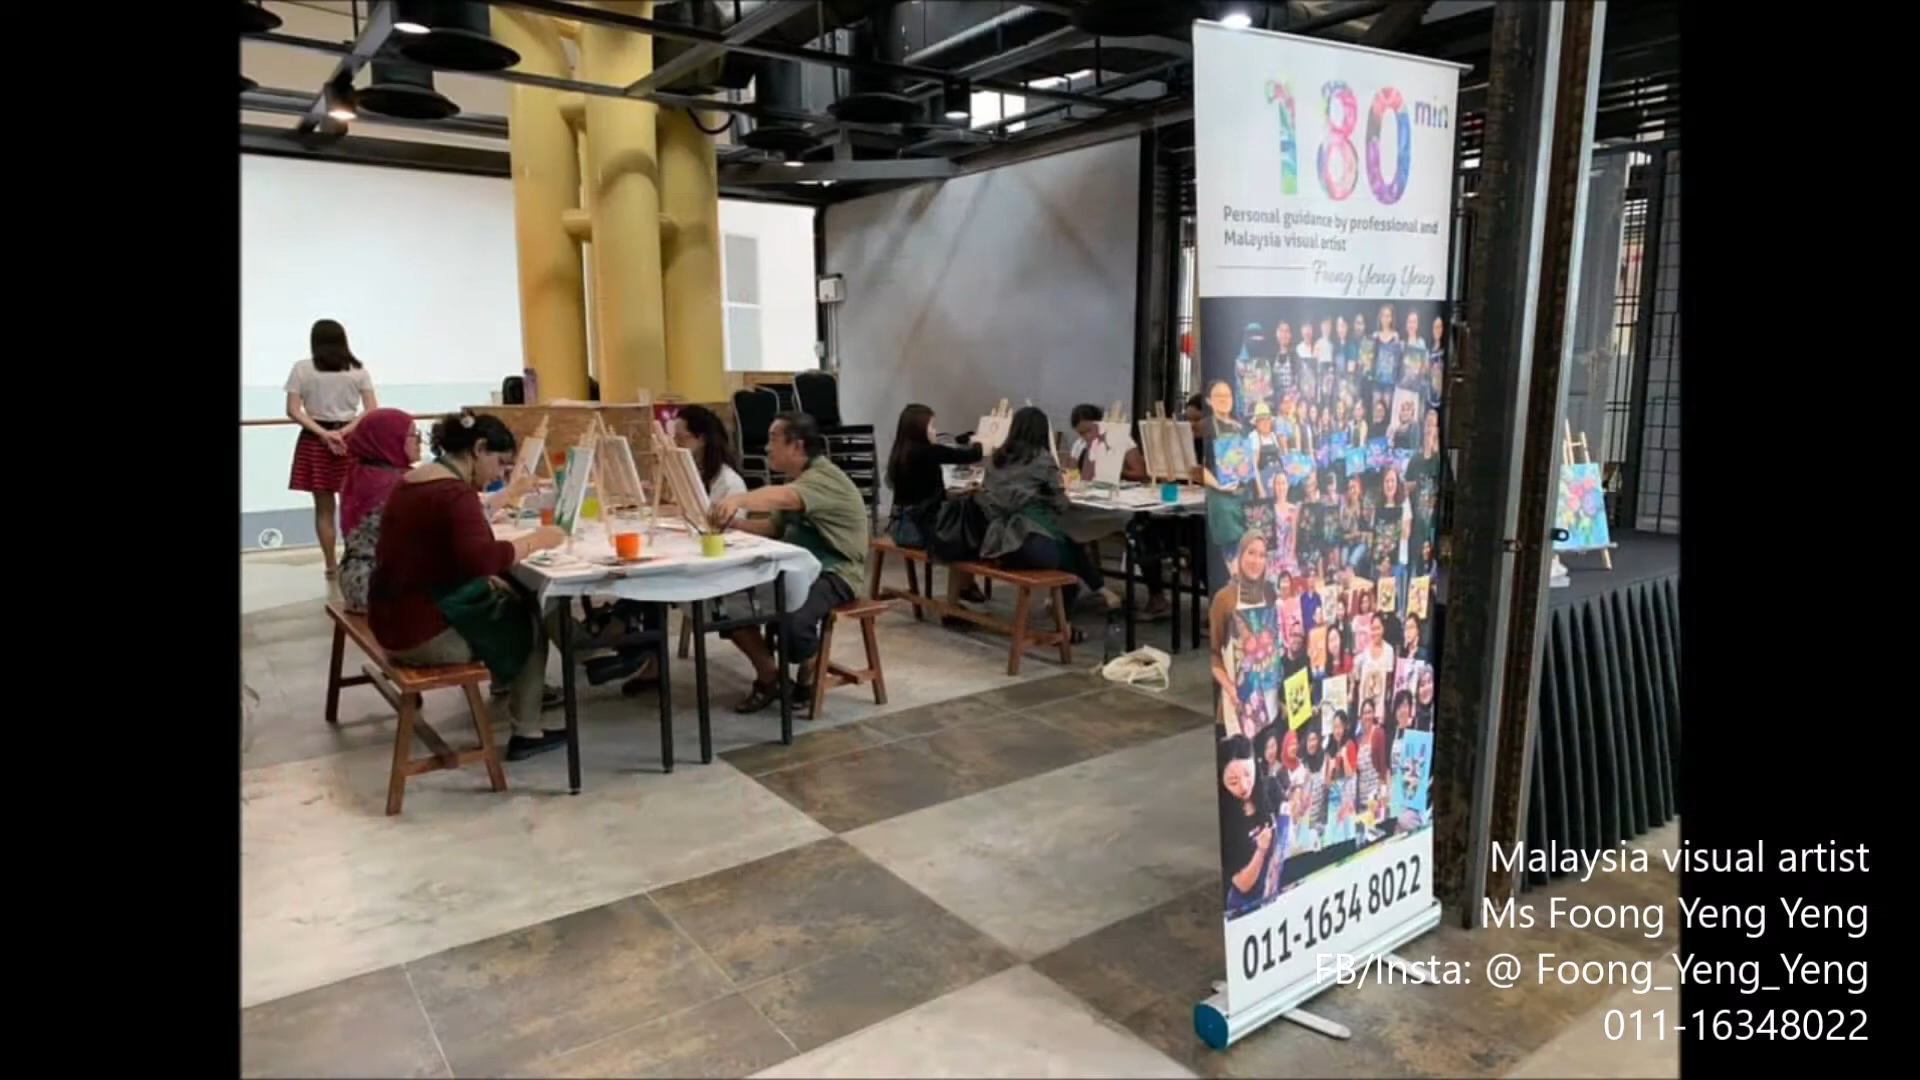 180 min
Personal guidance by professional and
Malaysia visual artist
Foong Yeng Yeng
011-1634 8022
Malaysia visual artist
Ms Foong Yeng Yeng
FB/Insta: @ Foong_Yeng_Yeng
011-16348022